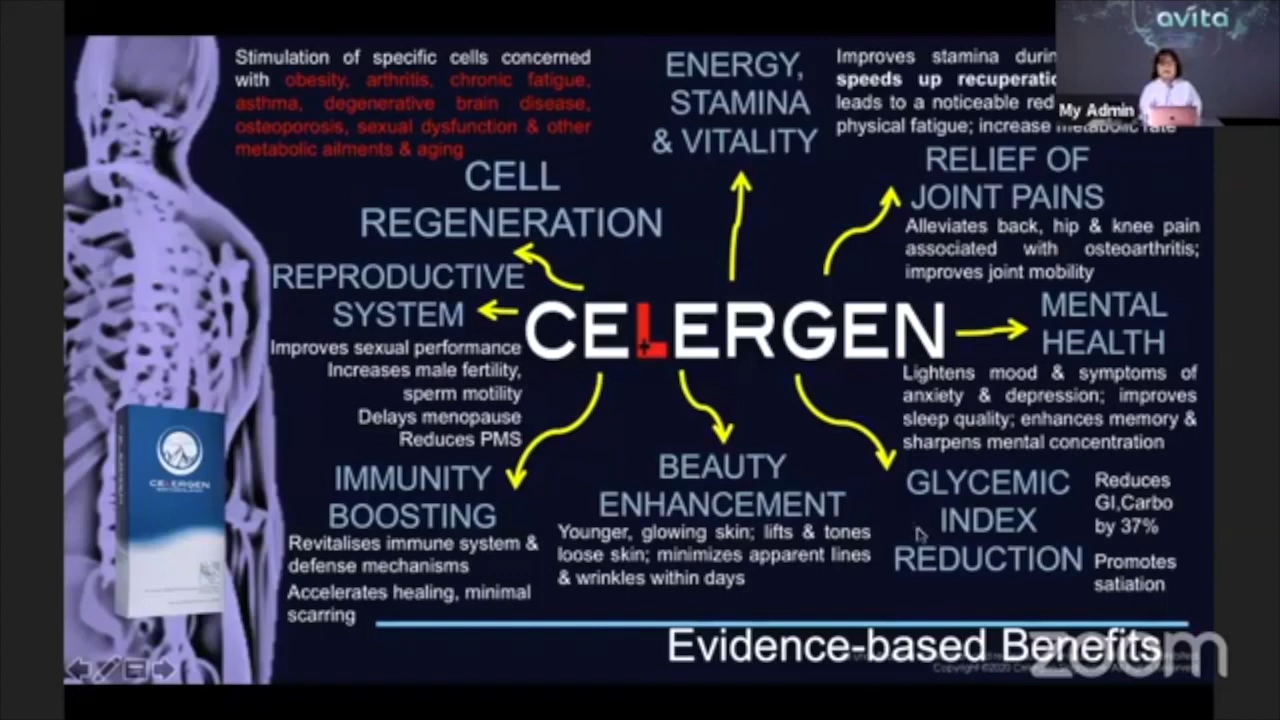 Stimulation of specific cells concerned
with obesity, arthritis, chronic fatigue,
asthma, degenerative brain disease,
osteoporosis, sexual dysfunction & other
metabolic ailments & aging
CELL
REGENERATION
ENERGY,
STAMINA
& VITALITY
Improves stamina
speeds up
leads to a noticeable
physical fatigue; increase metabolic rate
avita
My Admin
RELIEF OF
JOINT PAINS
Alleviates back, hip & knee pain
associated with osteoarthritis;
improves joint mobility
REPRODUCTIVE
SYSTEM
Improves sexual performance
Increases male fertility,
sperm motility
Delays menopause
Reduces PMS
CELERGEN
MENTAL
HEALTH
Lightens mood & symptoms of
anxiety & depression; improves
sleep quality; enhances memory &
sharpens mental concentration
CELERGEN
IMMUNITY
BOOSTING
Revitalises immune system &
defense mechanisms
Accelerates healing, minimal
scarring
BEAUTY
ENHANCEMENT
Younger, glowing skin; lifts & tones
loose skin; minimizes apparent lines
& wrinkles within days
GLYCEMIC
INDEX
REDUCTION
Reduces
GI,Carbo
by 37%
Promotes
satiation
Evidence-based Benefits
zoom